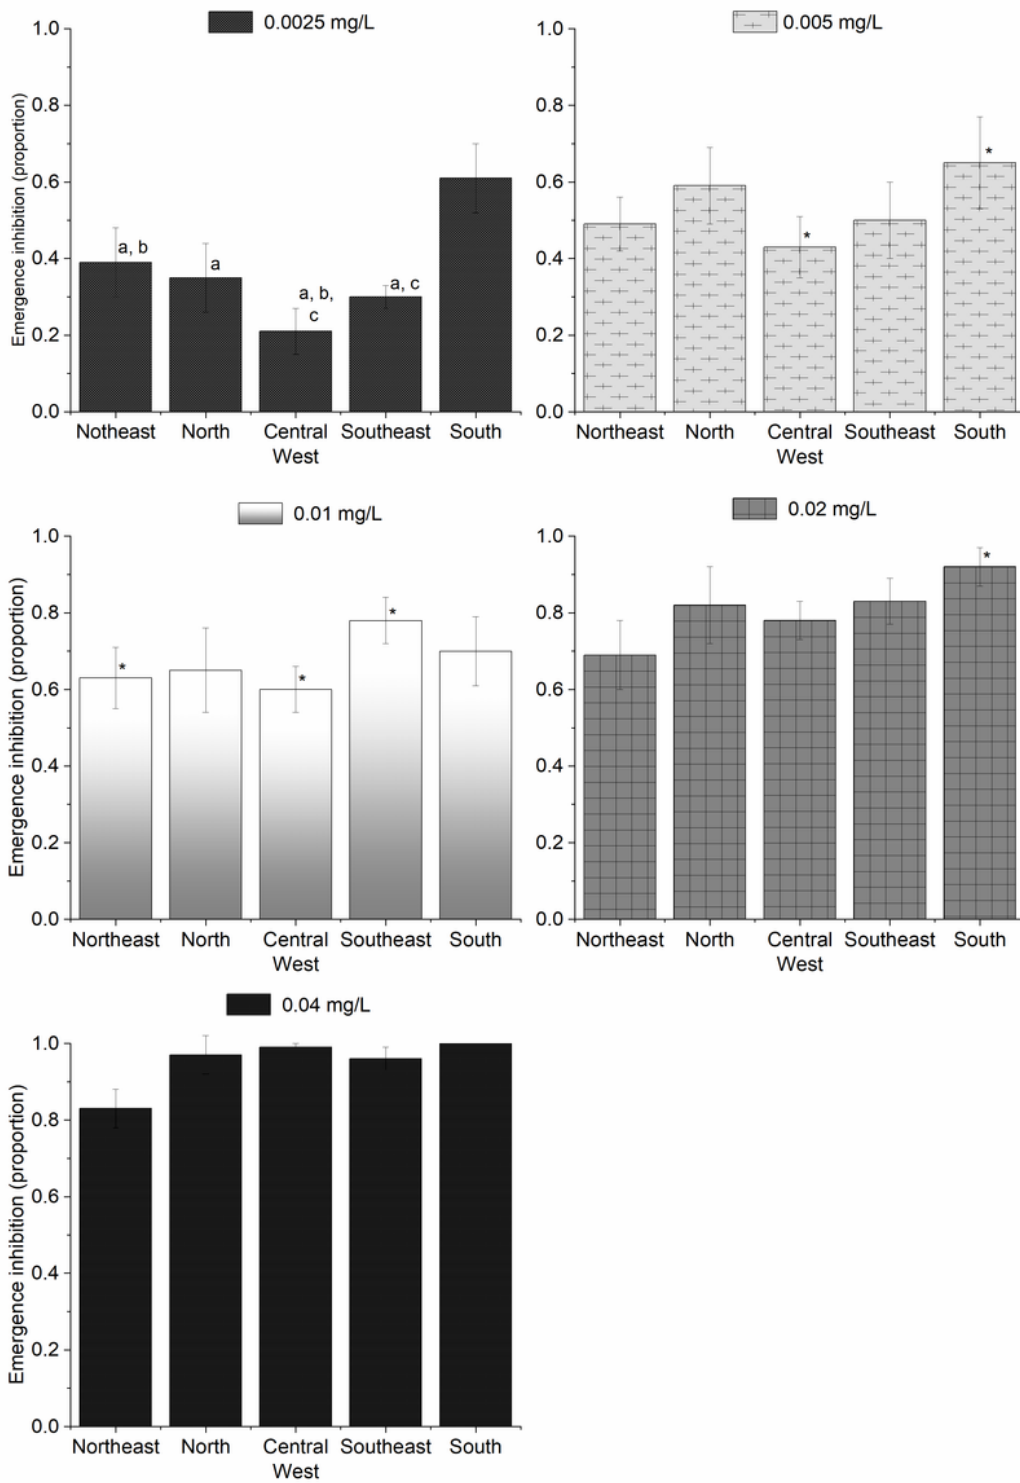 0.0025 mg/L
Emergence inhibition (proportion)
1.0
0.8
0.6
0.4
0.2
0.0
a, b
a
a, b,
c
a, c
Notheast North Central Southeast South
West
0.005 mg/L
1.0
0.8
0.6
0.4
0.2
0.0
*
*
Northeast North Central Southeast South
West
0.01 mg/L
Emergence inhibition (proportion)
1.0
0.8
0.6
0.4
0.2
0.0
*
*
*
Northeast North Central Southeast South
West
0.02 mg/L
1.0
0.8
0.6
0.4
0.2
0.0
*
Northeast North Central Southeast South
West
0.04 mg/L
Emergence inhibition (proportion)
1.0
0.8
0.6
0.4
0.2
0.0
Northeast North Central Southeast South
West